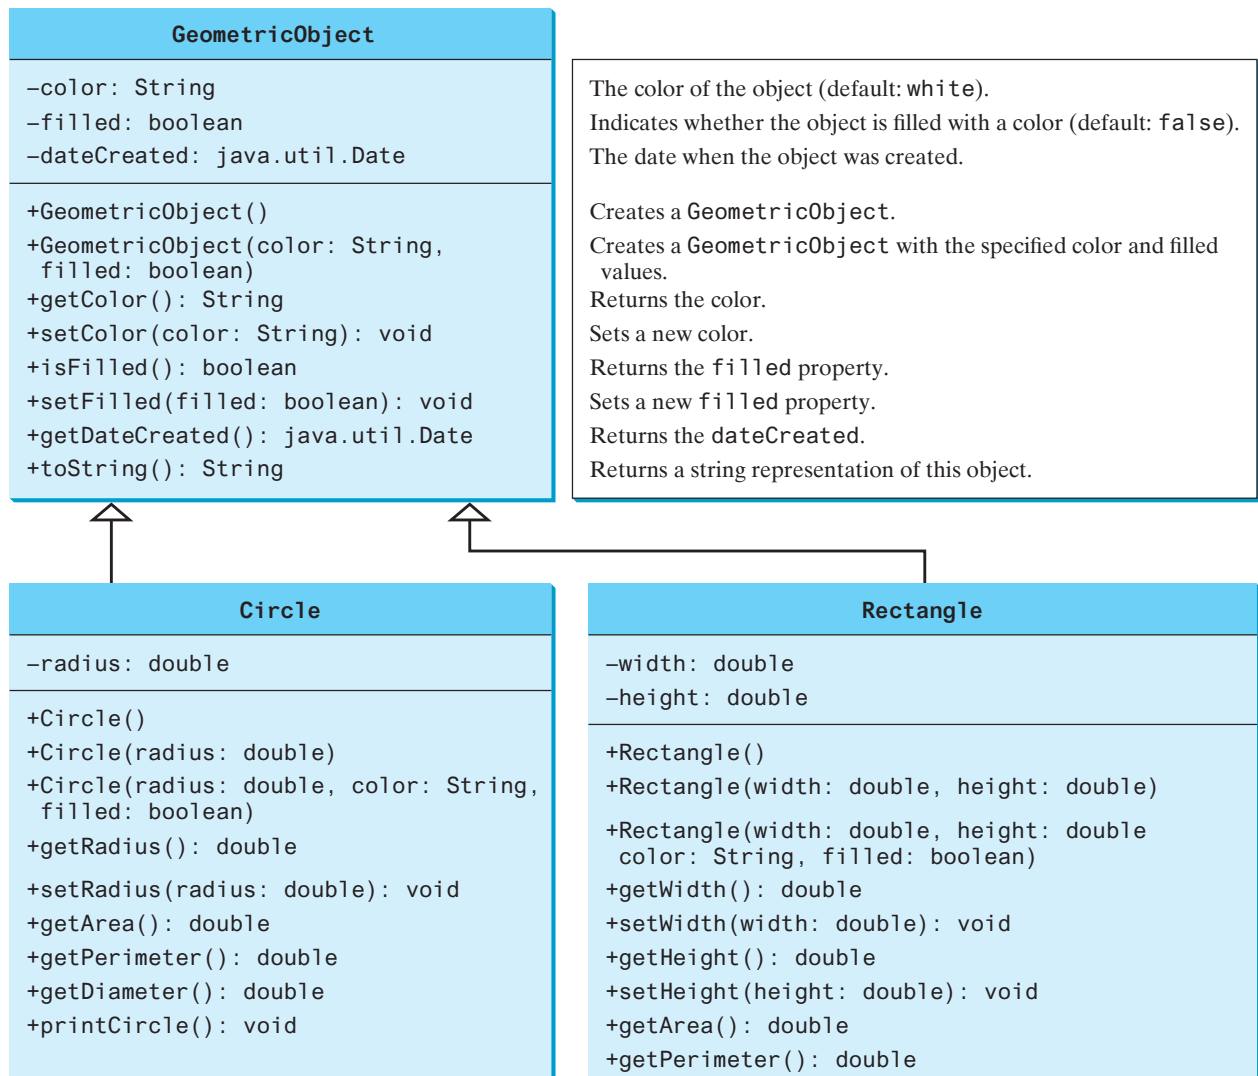 GeometricObject
–color: String
–filled: boolean
–dateCreated: java.util.Date
+GeometricObject()
+GeometricObject(color: String,
filled: boolean)
+getColor(): String
+setColor(color: String): void
+isFilled(): boolean
+setFilled(filled: boolean): void
+getDateCreated(): java.util.Date
+toString(): String
The color of the object (default: white).
Indicates whether the object is filled with a color (default: false).
The date when the object was created.
Creates a GeometricObject.
Creates a GeometricObject with the specified color and filled
values.
Returns the color.
Sets a new color.
Returns the filled property.
Sets a new filled property.
Returns the dateCreated.
Returns a string representation of this object.
Circle
–radius: double
+Circle()
+Circle(radius: double)
+Circle(radius: double, color: String,
filled: boolean)
+getRadius(): double
+setRadius(radius: double): void
+getArea(): double
+getPerimeter(): double
+getDiameter(): double
+printCircle(): void
Rectangle
–width: double
–height: double
+Rectangle()
+Rectangle(width: double, height: double)
+Rectangle(width: double, height: double
color: String, filled: boolean)
+getWidth(): double
+setWidth(width: double): void
+getHeight(): double
+setHeight(height: double): void
+getArea(): double
+getPerimeter(): double